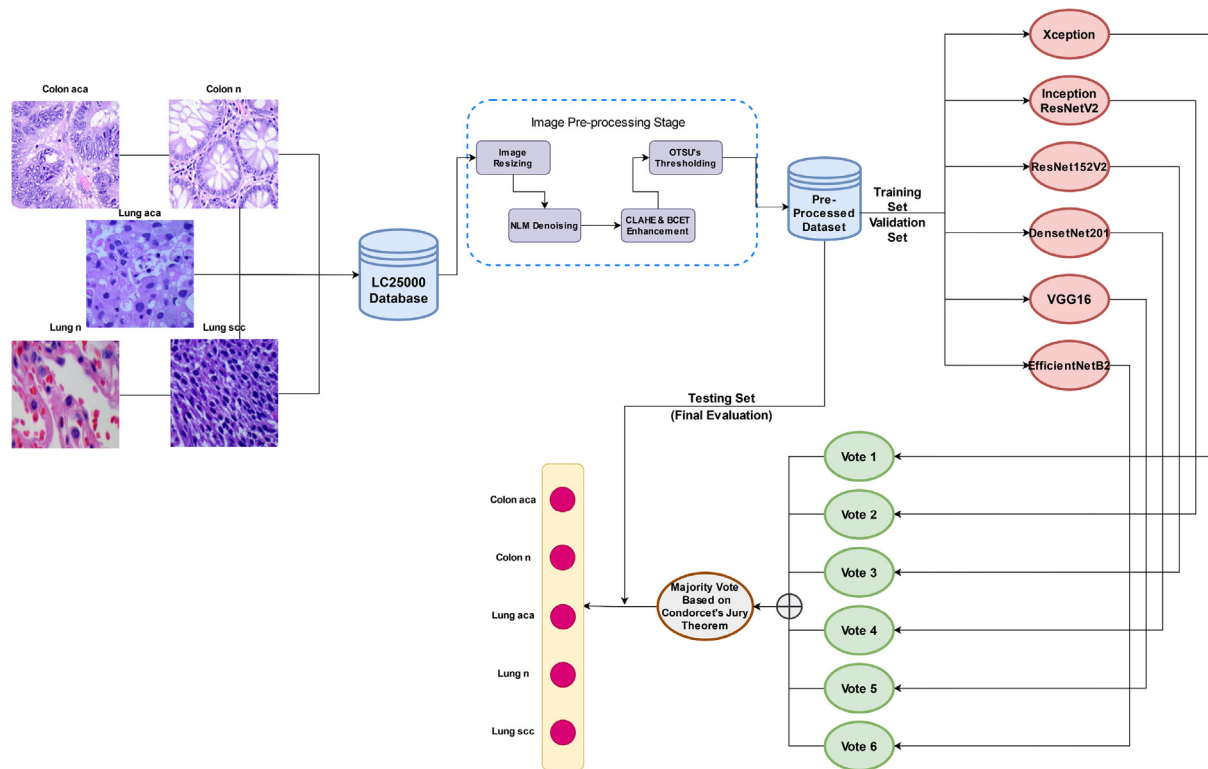 Colon aca
Colon n
Lung aca
Lung n
Lung scc
LC25000
Database
Image Pre-processing Stage
Image
Resizing
NLM Denoising
CLAHE & BCET
Enhancement
OTSU's
Thresholding
Pre-
Processed
Dataset
Training
Set
Validation
Set
Xception
Inception
ResNetV2
ResNet152V2
DensetNet201
VGG16
EfficientNetB2
Testing Set
(Final Evaluation)
Vote 1
Vote 2
Vote 3
Vote 4
Vote 5
Vote 6
Majority Vote
Based on
Condorcet's Jury
Theorem
Colon aca
Colon n
Lung aca
Lung n
Lung scc